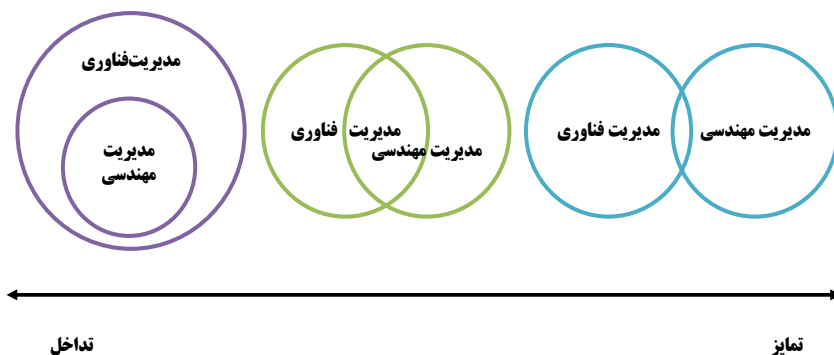 مدیریت مهندسی
مدیریت فناوری
مدیریت فناوری
مدیریت مهندسی
مدیریت‌فناوری
مدیریت
مهندسی
تمایز
تداخل